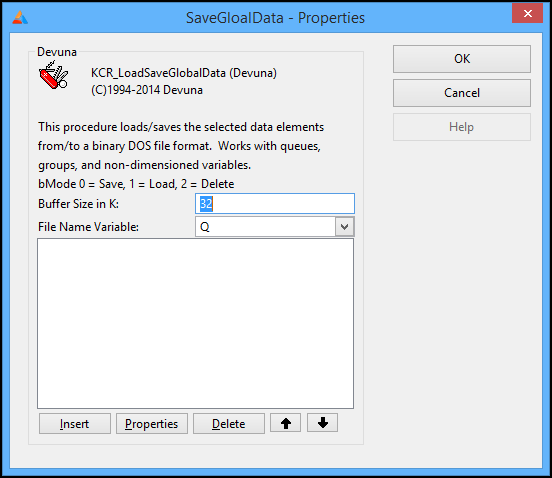 SaveGloalData - Properties
Devuna
KCR_LoadSaveGlobalData (Devuna)
(C)1994-2014 Devuna
This procedure loads/saves the selected data elements
from/to a binary DOS file format. Works with queues,
groups, and non-dimensioned variables.
bMode 0 = Save, 1 = Load, 2 = Delete
Buffer Size in K: 32
File Name Variable: Q
Insert Properties Delete
OK
Cancel
Help